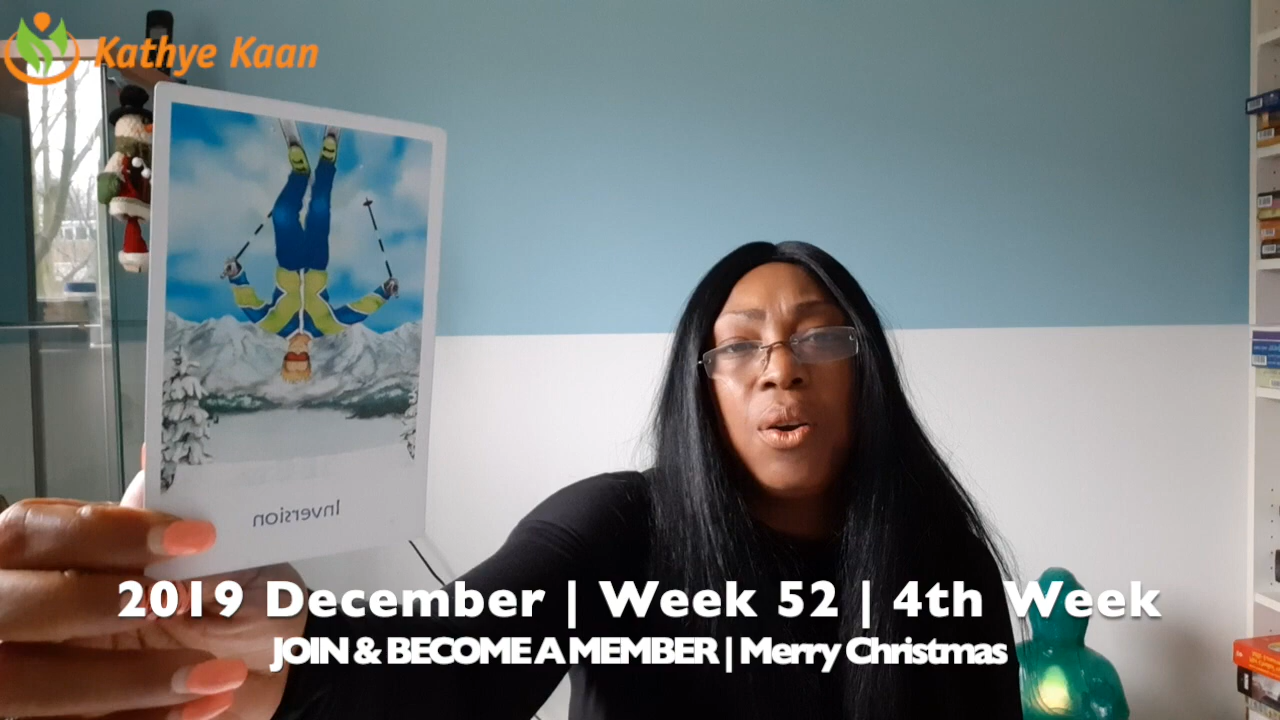 Kathye Kaan
Inversion
2019 December | Week 52 | 4th Week
JOIN & BECOME A MEMBER | Merry Christmas